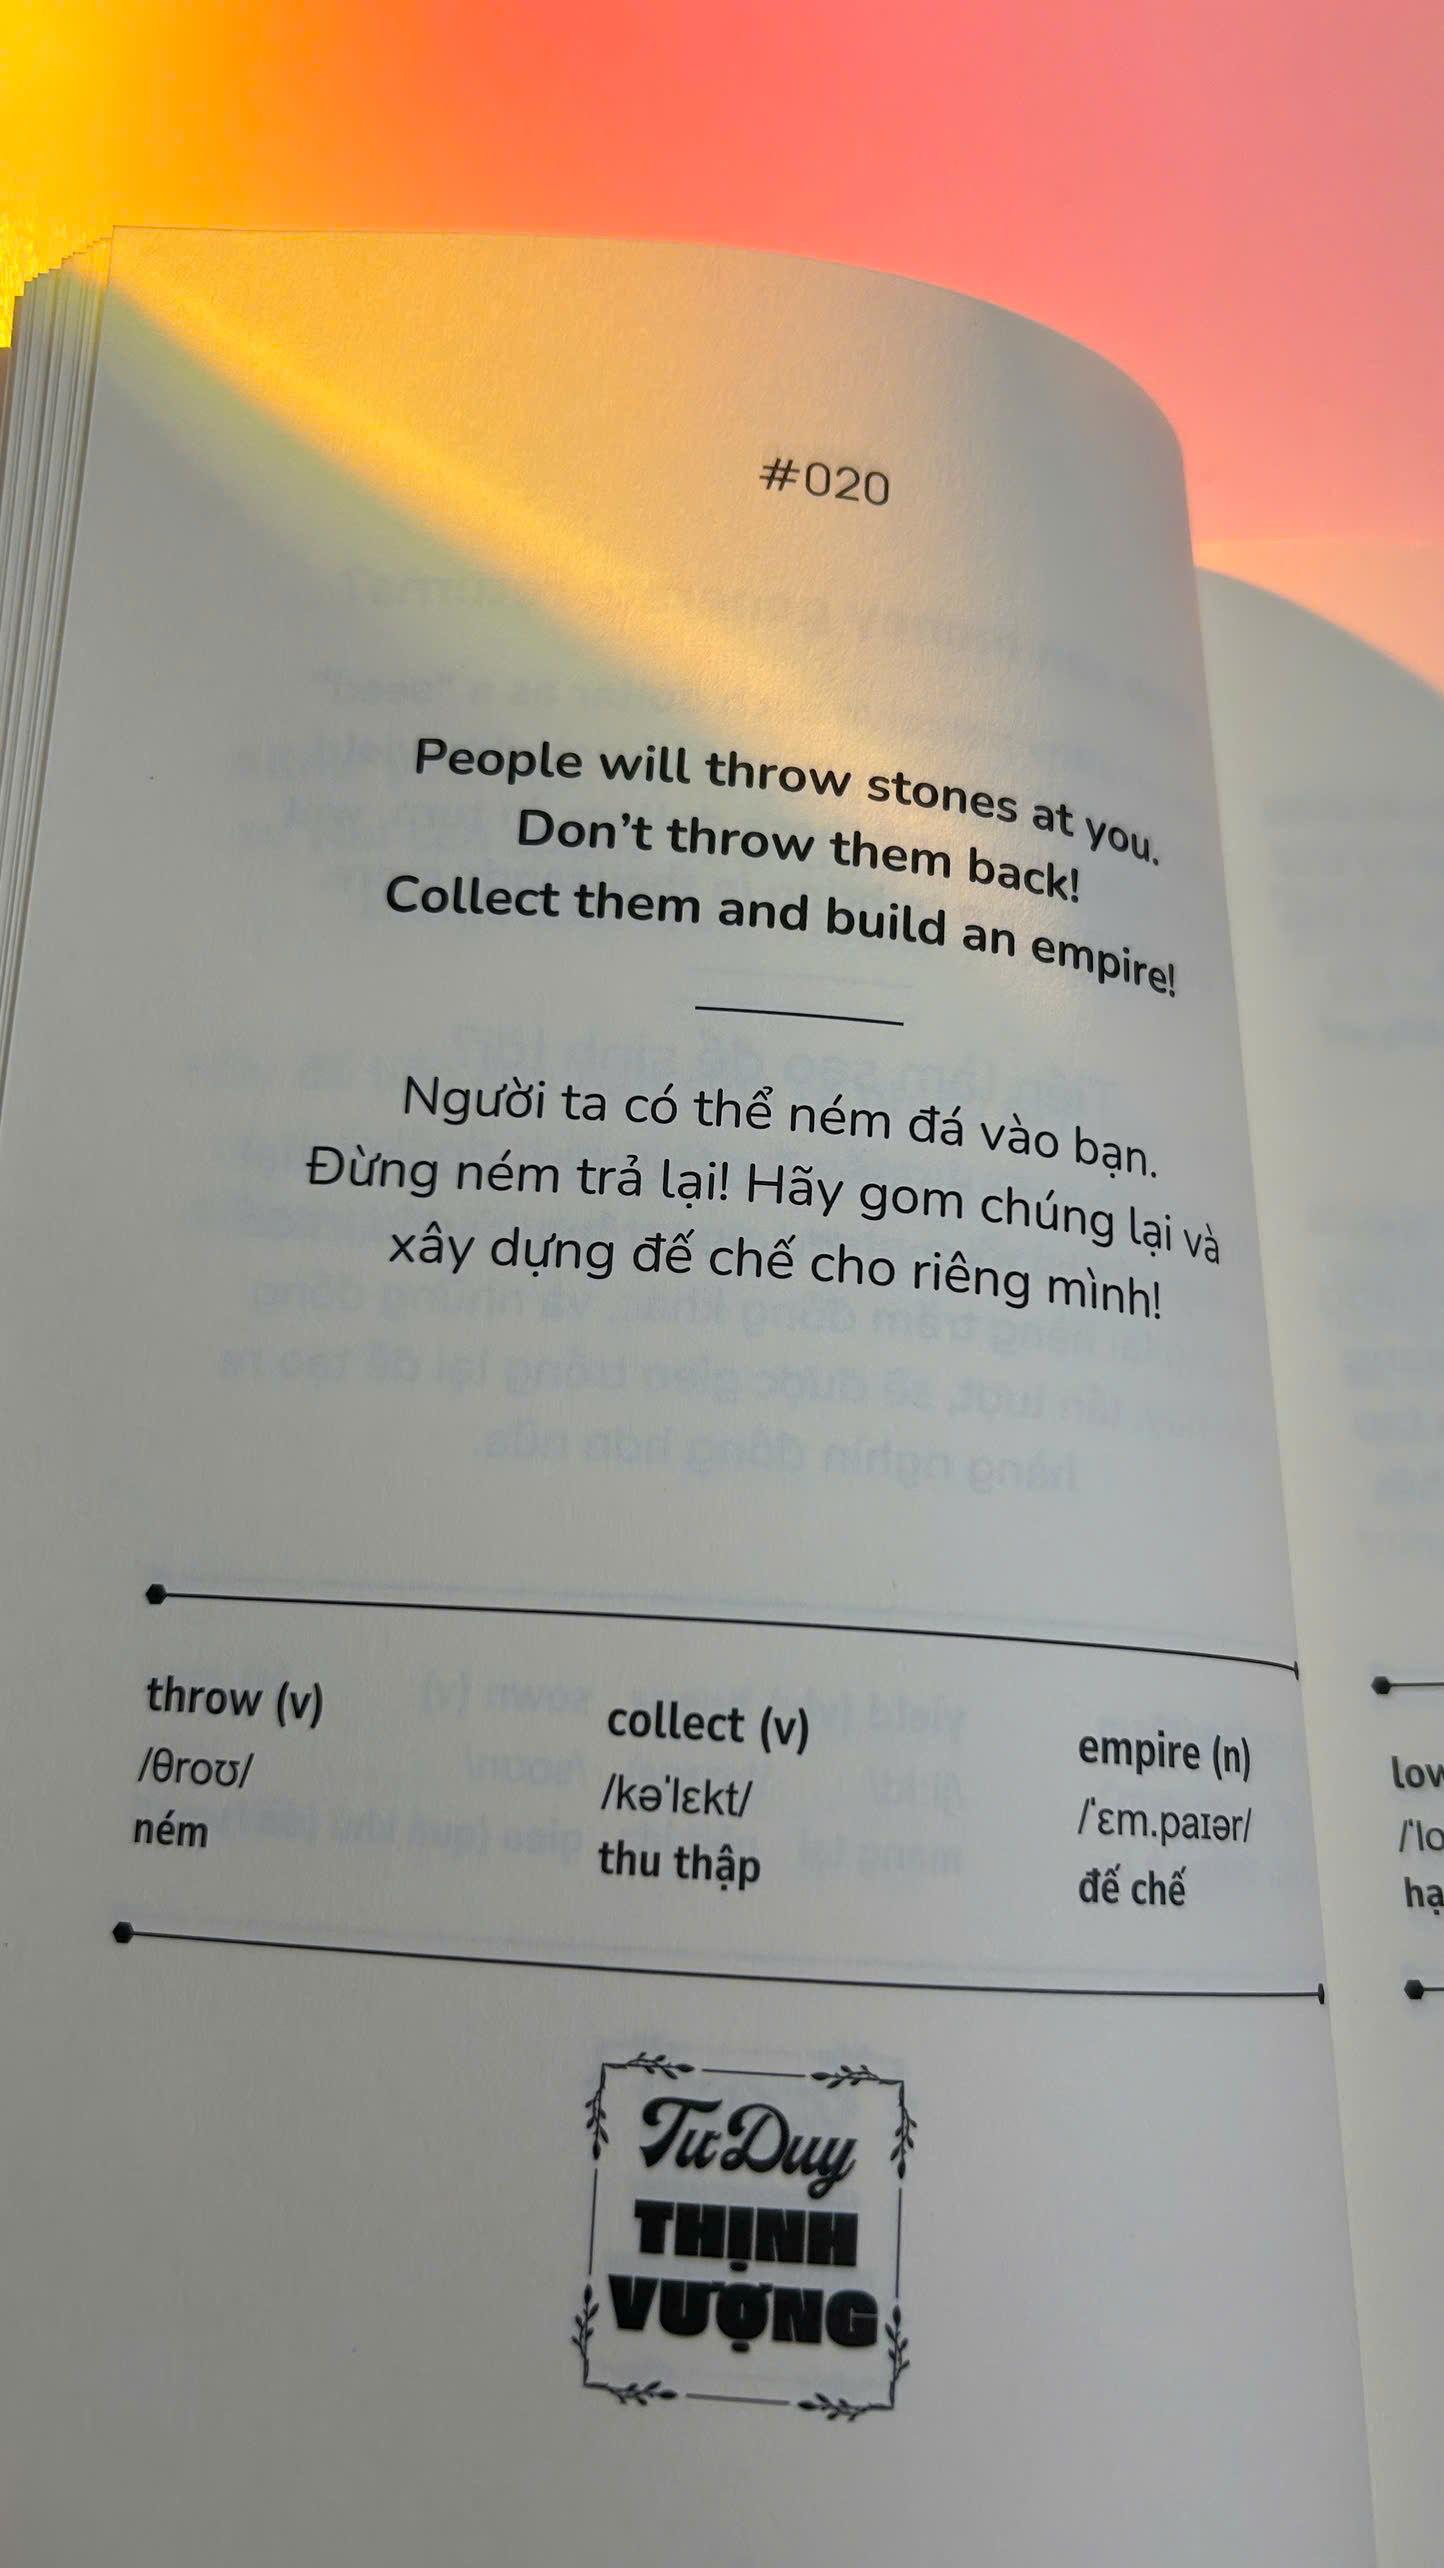 #020
People will throw stones at you.
Don't throw them back!
Collect them and build an empire!
Người ta có thể ném đá vào bạn.
Đừng ném trả lại! Hãy gom chúng lại và
xây dựng đế chế cho riêng mình!
throw (v)
/θroʊ/
ném
collect (v)
/kəˈlɛkt/
thu thập
empire (n)
/ˈɛm.paɪər/
đế chế
Tư Duy
THỊNH
VƯỢNG